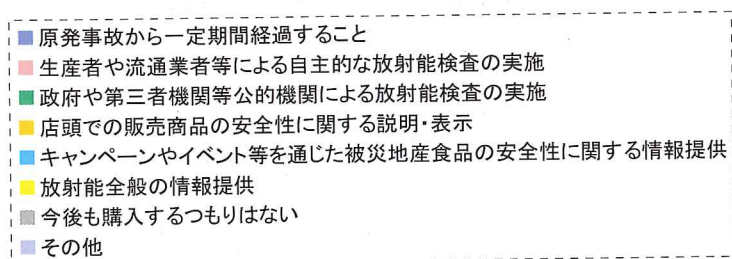 原発事故から一定期間経過すること
生産者や流通業者等による自主的な放射能検査の実施
政府や第三者機関等公的機関による放射能検査の実施
店頭での販売商品の安全性に関する説明・表示
キャンペーンやイベント等を通じた被災地産食品の安全性に関する情報提供
放射能全般の情報提供
今後も購入するつもりはない
その他